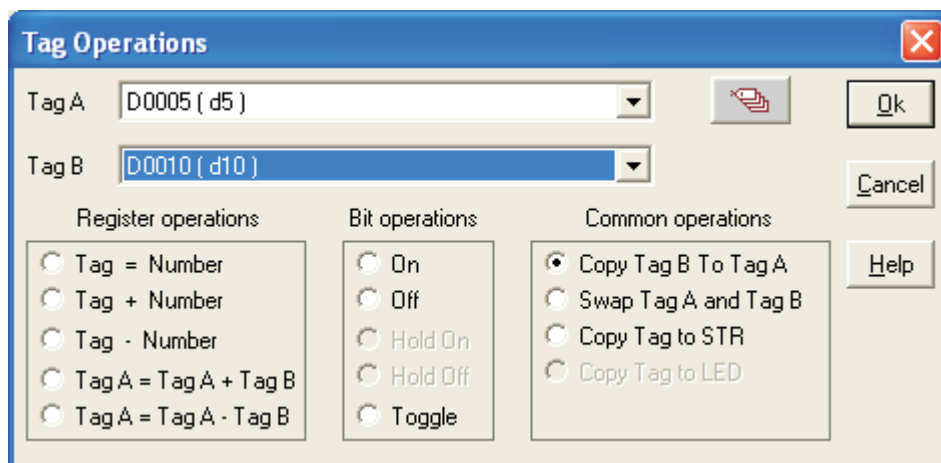 Tag Operations
Tag A
D0005 ( d5 )
Ok
Tag B
D0010 ( d10 )
Cancel
Register operations
Bit operations
Common operations
Help
Tag = Number
Tag + Number
Tag - Number
Tag A = Tag A + Tag B
Tag A = Tag A - Tag B
On
Off
Hold On
Hold Off
Toggle
Copy Tag B To Tag A
Swap Tag A and Tag B
Copy Tag to STR
Copy Tag to LED